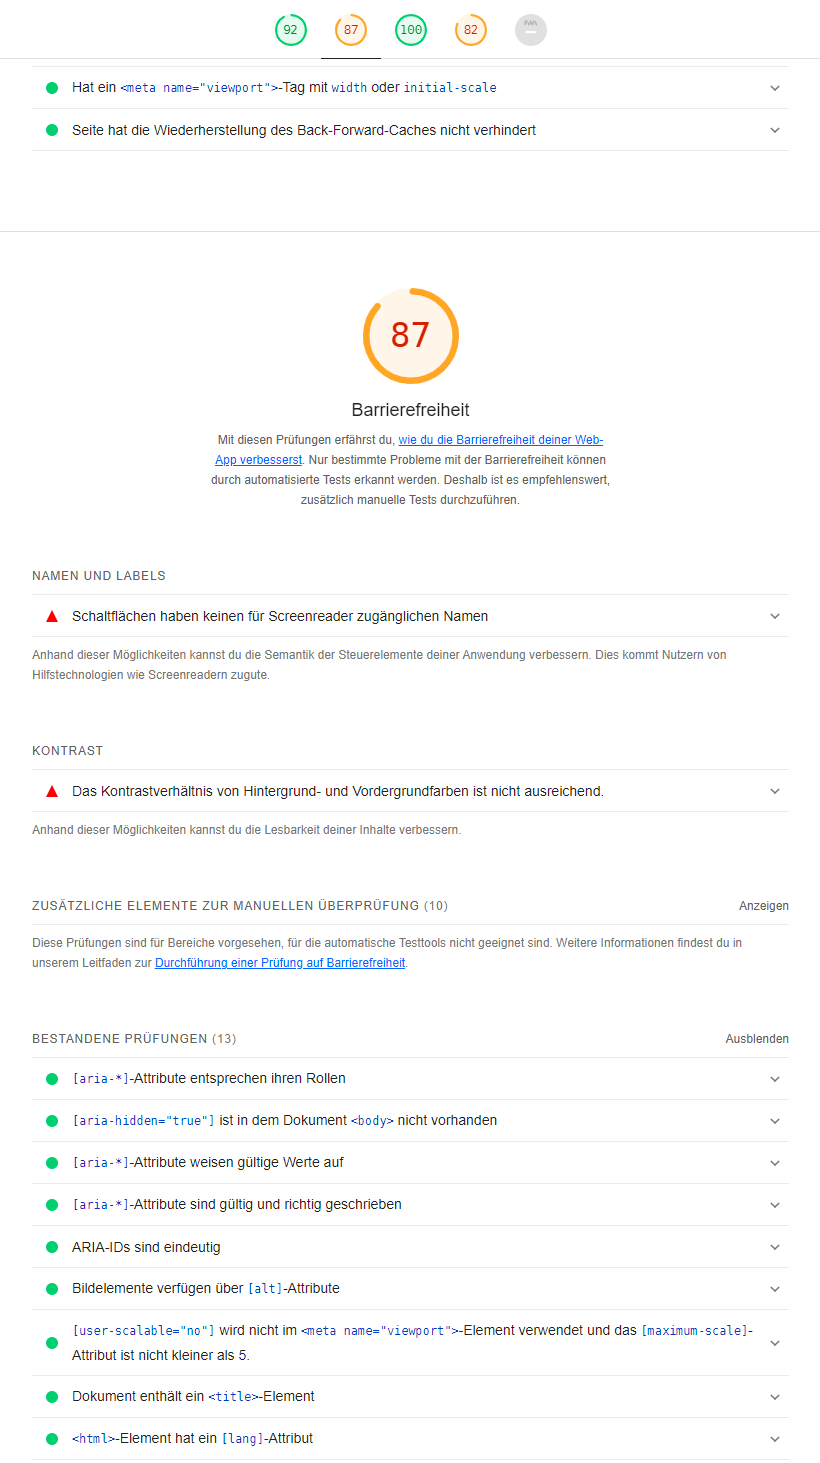 92 87 100 82 PWA
Hat ein <meta name="viewport">-Tag mit width oder initial-scale
Seite hat die Wiederherstellung des Back-Forward-Caches nicht verhindert
87
Barrierefreiheit
Mit diesen Prüfungen erfährst du, wie du die Barrierefreiheit deiner Web-
App verbesserst. Nur bestimmte Probleme mit der Barrierefreiheit können
durch automatisierte Tests erkannt werden. Deshalb ist es empfehlenswert,
zusätzlich manuelle Tests durchzuführen.
NAMEN UND LABELS
Schaltflächen haben keinen für Screenreader zugänglichen Namen
Anhand dieser Möglichkeiten kannst du die Semantik der Steuerelemente deiner Anwendung verbessern. Dies kommt Nutzern von
Hilfstechnologien wie Screenreadern zugute.
KONTRAST
Das Kontrastverhältnis von Hintergrund- und Vordergrundfarben ist nicht ausreichend.
Anhand dieser Möglichkeiten kannst du die Lesbarkeit deiner Inhalte verbessern.
ZUSÄTZLICHE ELEMENTE ZUR MANUELLEN ÜBERPRÜFUNG (10) Anzeigen
Diese Prüfungen sind für Bereiche vorgesehen, für die automatische Testtools nicht geeignet sind. Weitere Informationen findest du in
unserem Leitfaden zur Durchführung einer Prüfung auf Barrierefreiheit.
BESTANDENE PRÜFUNGEN (13) Ausblenden
[aria-*]-Attribute entsprechen ihren Rollen
[aria-hidden="true"] ist in dem Dokument <body> nicht vorhanden
[aria-*]-Attribute weisen gültige Werte auf
[aria-*]-Attribute sind gültig und richtig geschrieben
ARIA-IDs sind eindeutig
Bildelemente verfügen über [alt]-Attribute
[user-scalable="no"] wird nicht im <meta name="viewport">-Element verwendet und das [maximum-scale]-
Attribut ist nicht kleiner als 5.
Dokument enthält ein <title>-Element
<html>-Element hat ein [lang]-Attribut